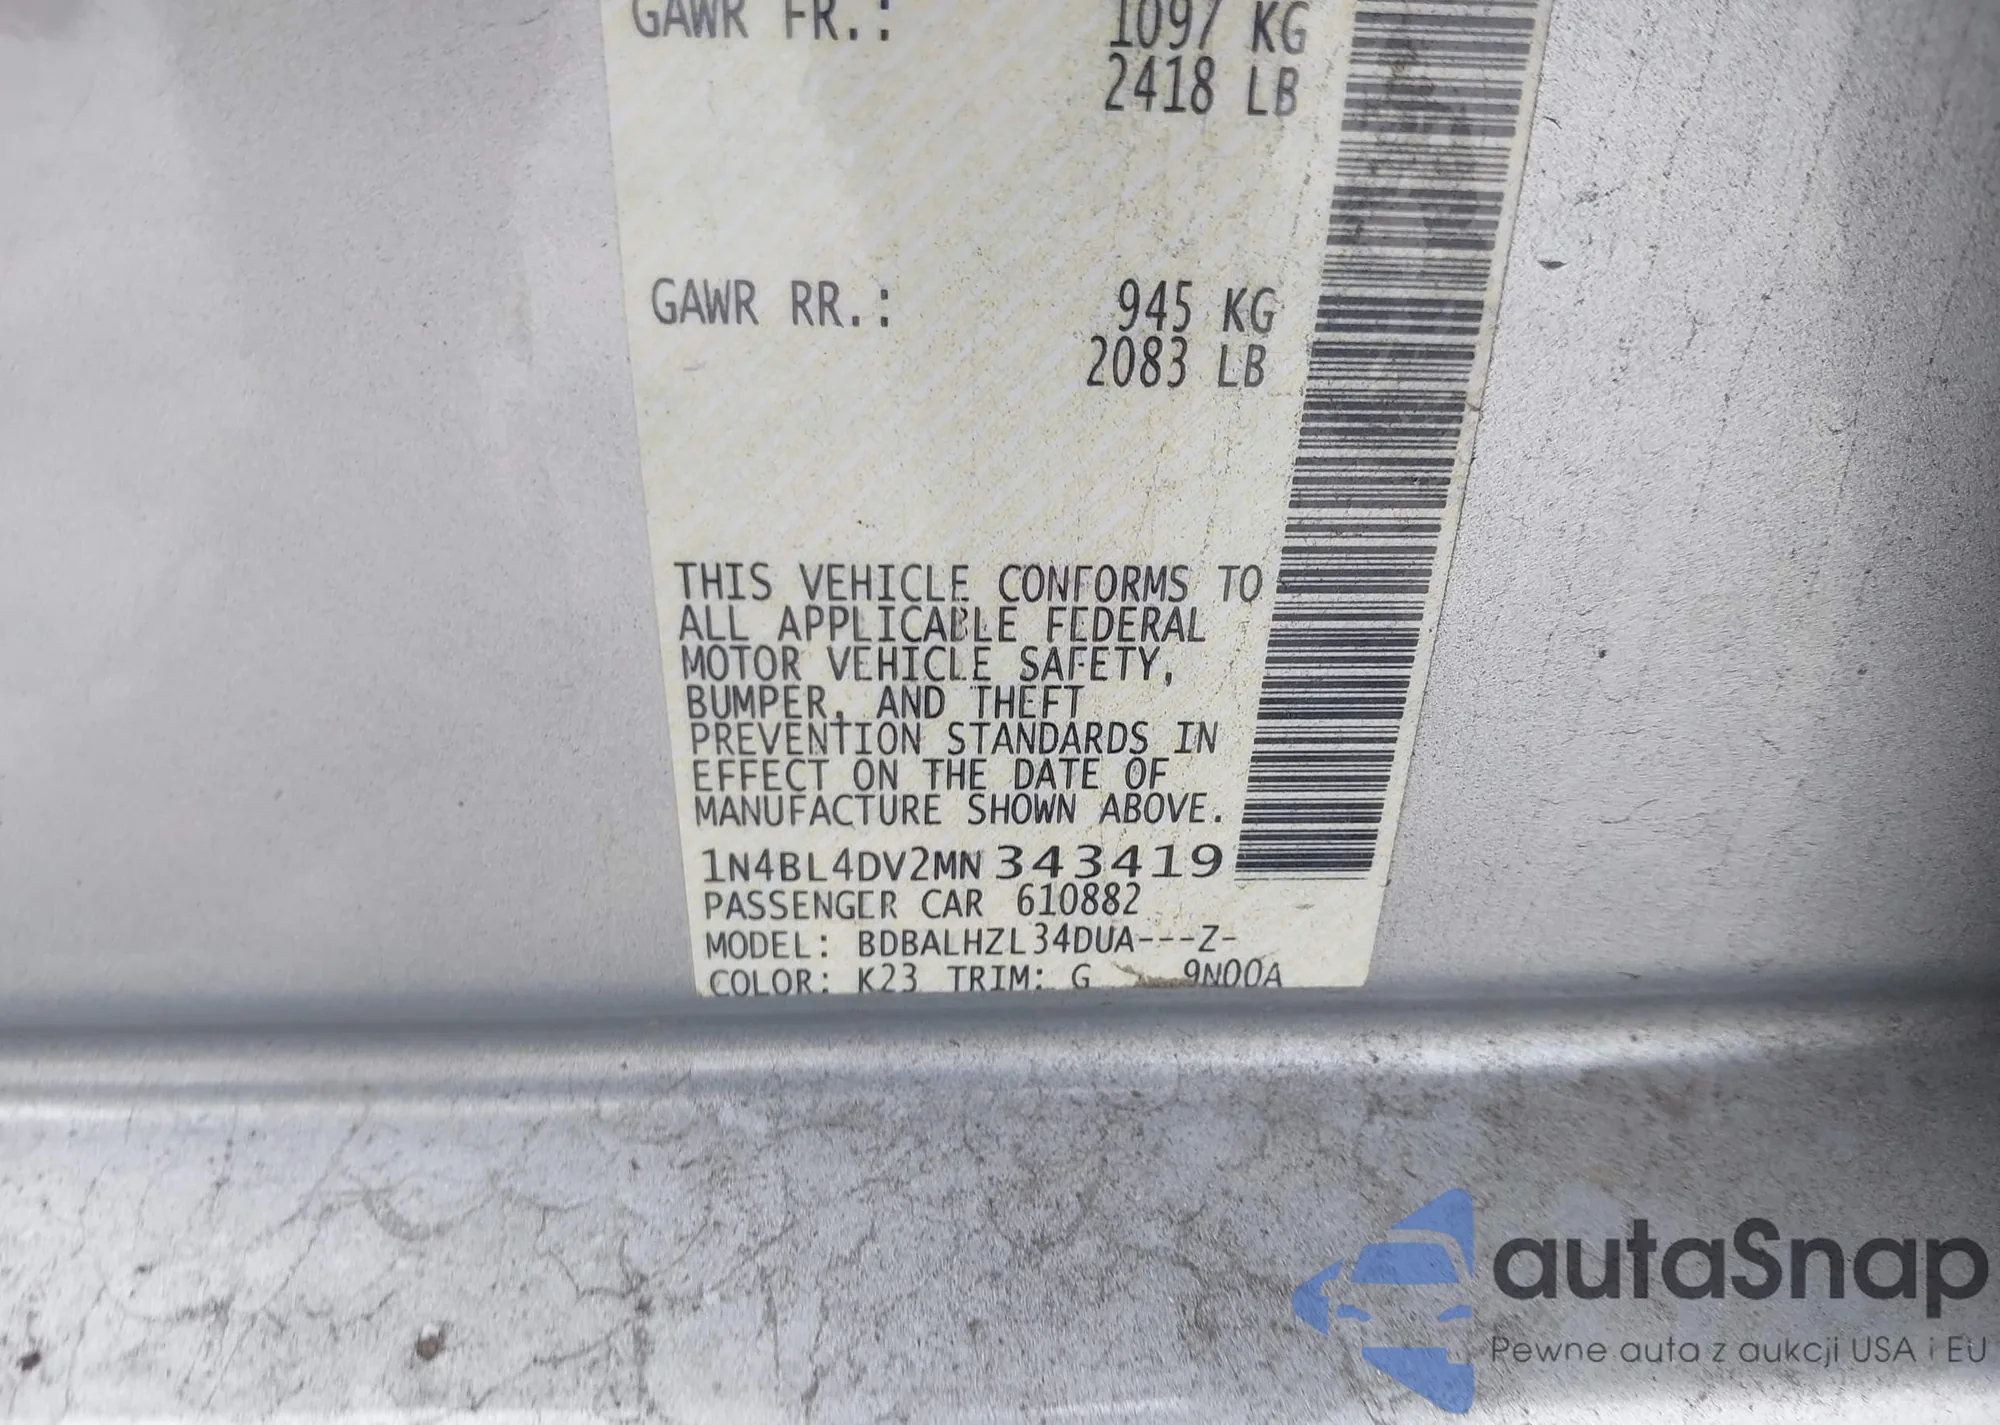 GAWR FR.: 1097 KG
2418 LB
GAWR RR.: 945 KG
2083 LB
THIS VEHICLE CONFORMS TO
ALL APPLICABLE FEDERAL
MOTOR VEHICLE SAFETY,
BUMPER, AND THEFT
PREVENTION STANDARDS IN
EFFECT ON THE DATE OF
MANUFACTURE SHOWN ABOVE.
1N4BL4DV2MN343419
PASSENGER CAR 610882
MODEL: BDBALHZL34DUA---Z-
COLOR: K23 TRIM: G 9N00A
autaSnap
Pewne auta z aukcji USA i EU